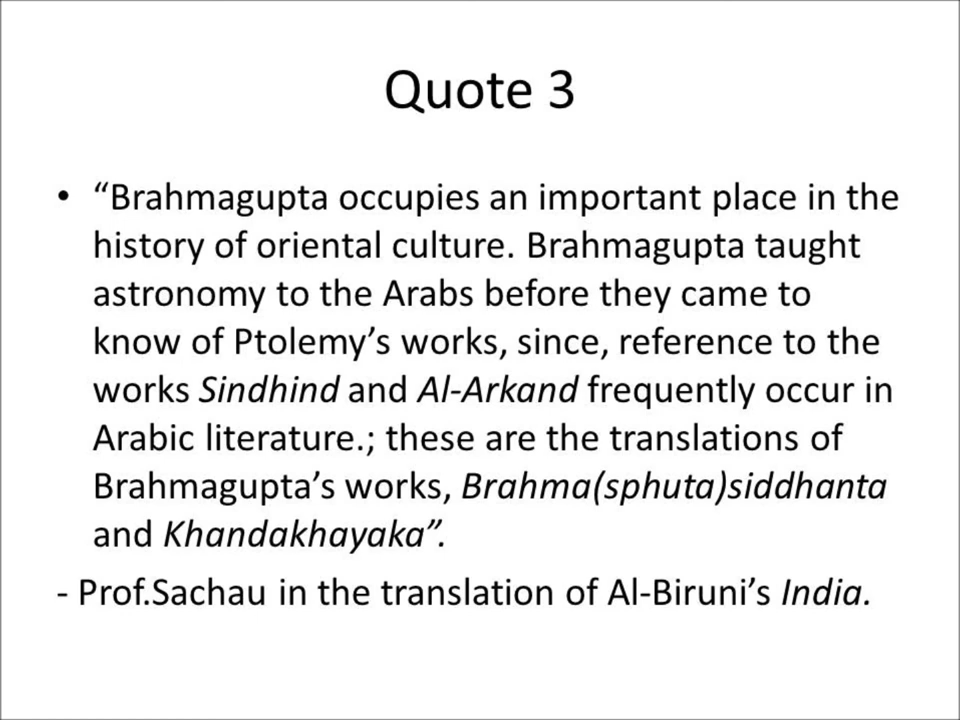 Quote 3
• “Brahmagupta occupies an important place in the
history of oriental culture. Brahmagupta taught
astronomy to the Arabs before they came to
know of Ptolemy’s works, since, reference to the
works Sindhind and Al-Arkand frequently occur in
Arabic literature.; these are the translations of
Brahmagupta’s works, Brahma(sphuta)siddhanta
and Khandakhayaka”.
- Prof.Sachau in the translation of Al-Biruni’s India.